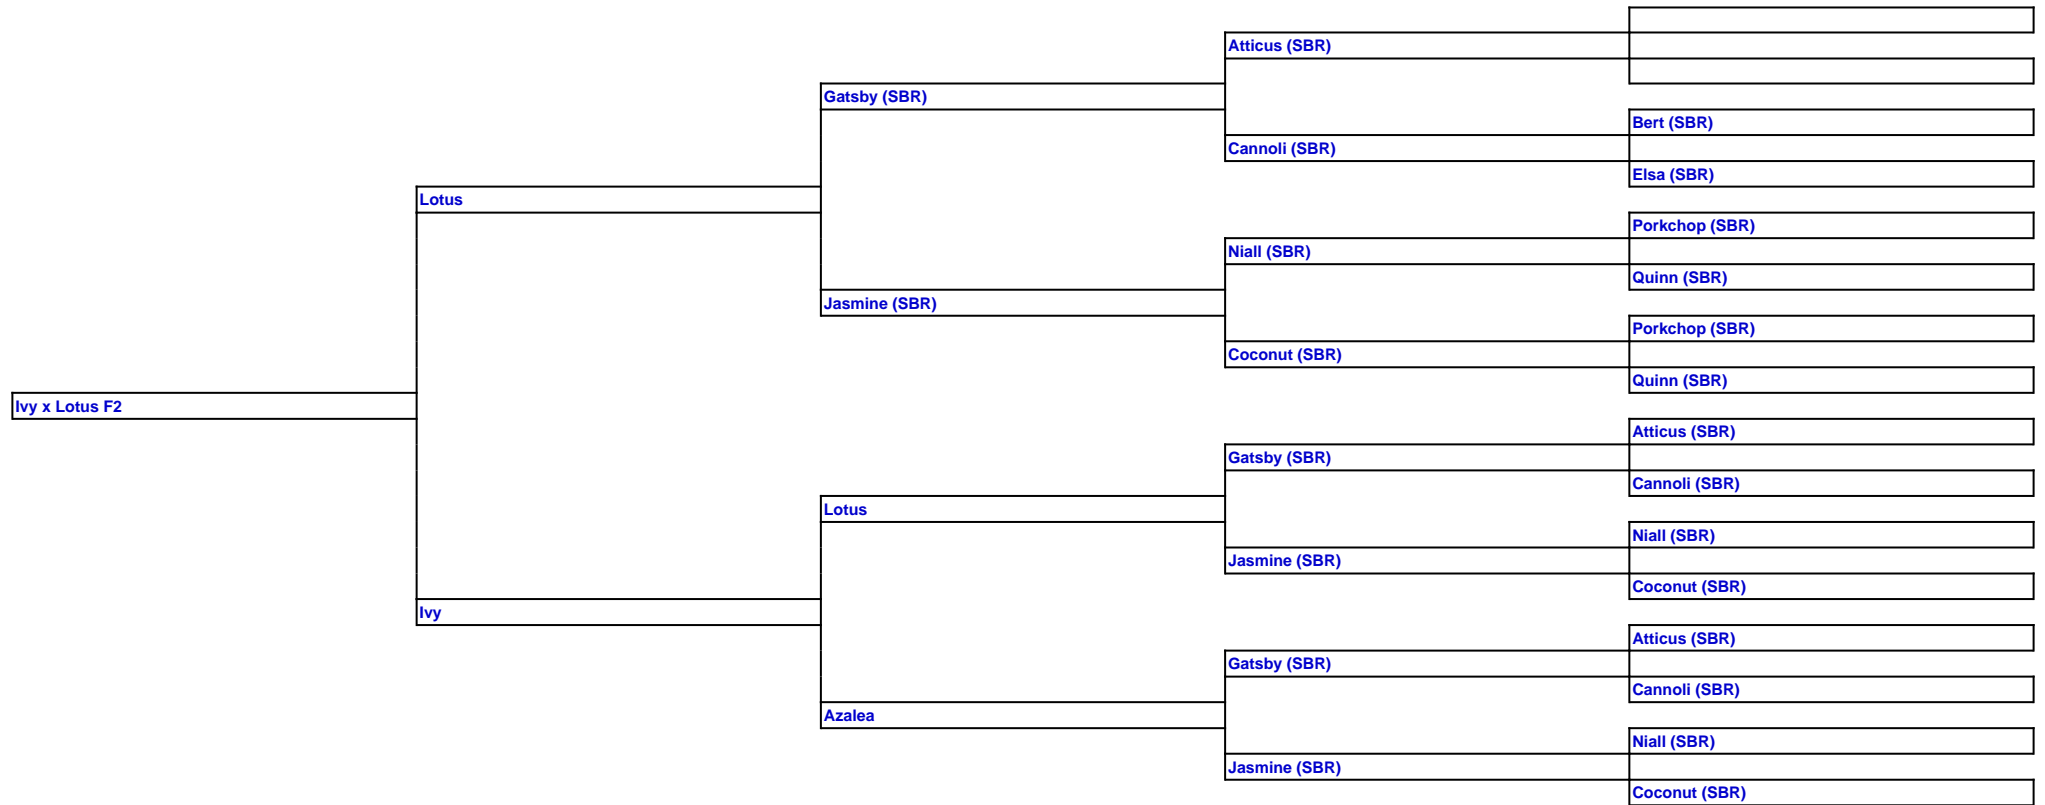 Atticus (SBR)
Gatsby (SBR)
Bert (SBR)
Cannoli (SBR)
Elsa (SBR)
Lotus
Porkchop (SBR)
Niall (SBR)
Quinn (SBR)
Jasmine (SBR)
Porkchop (SBR)
Coconut (SBR)
Quinn (SBR)
Ivy x Lotus F2
Atticus (SBR)
Gatsby (SBR)
Cannoli (SBR)
Lotus
Niall (SBR)
Jasmine (SBR)
Coconut (SBR)
Ivy
Atticus (SBR)
Gatsby (SBR)
Cannoli (SBR)
Azalea
Niall (SBR)
Jasmine (SBR)
Coconut (SBR)